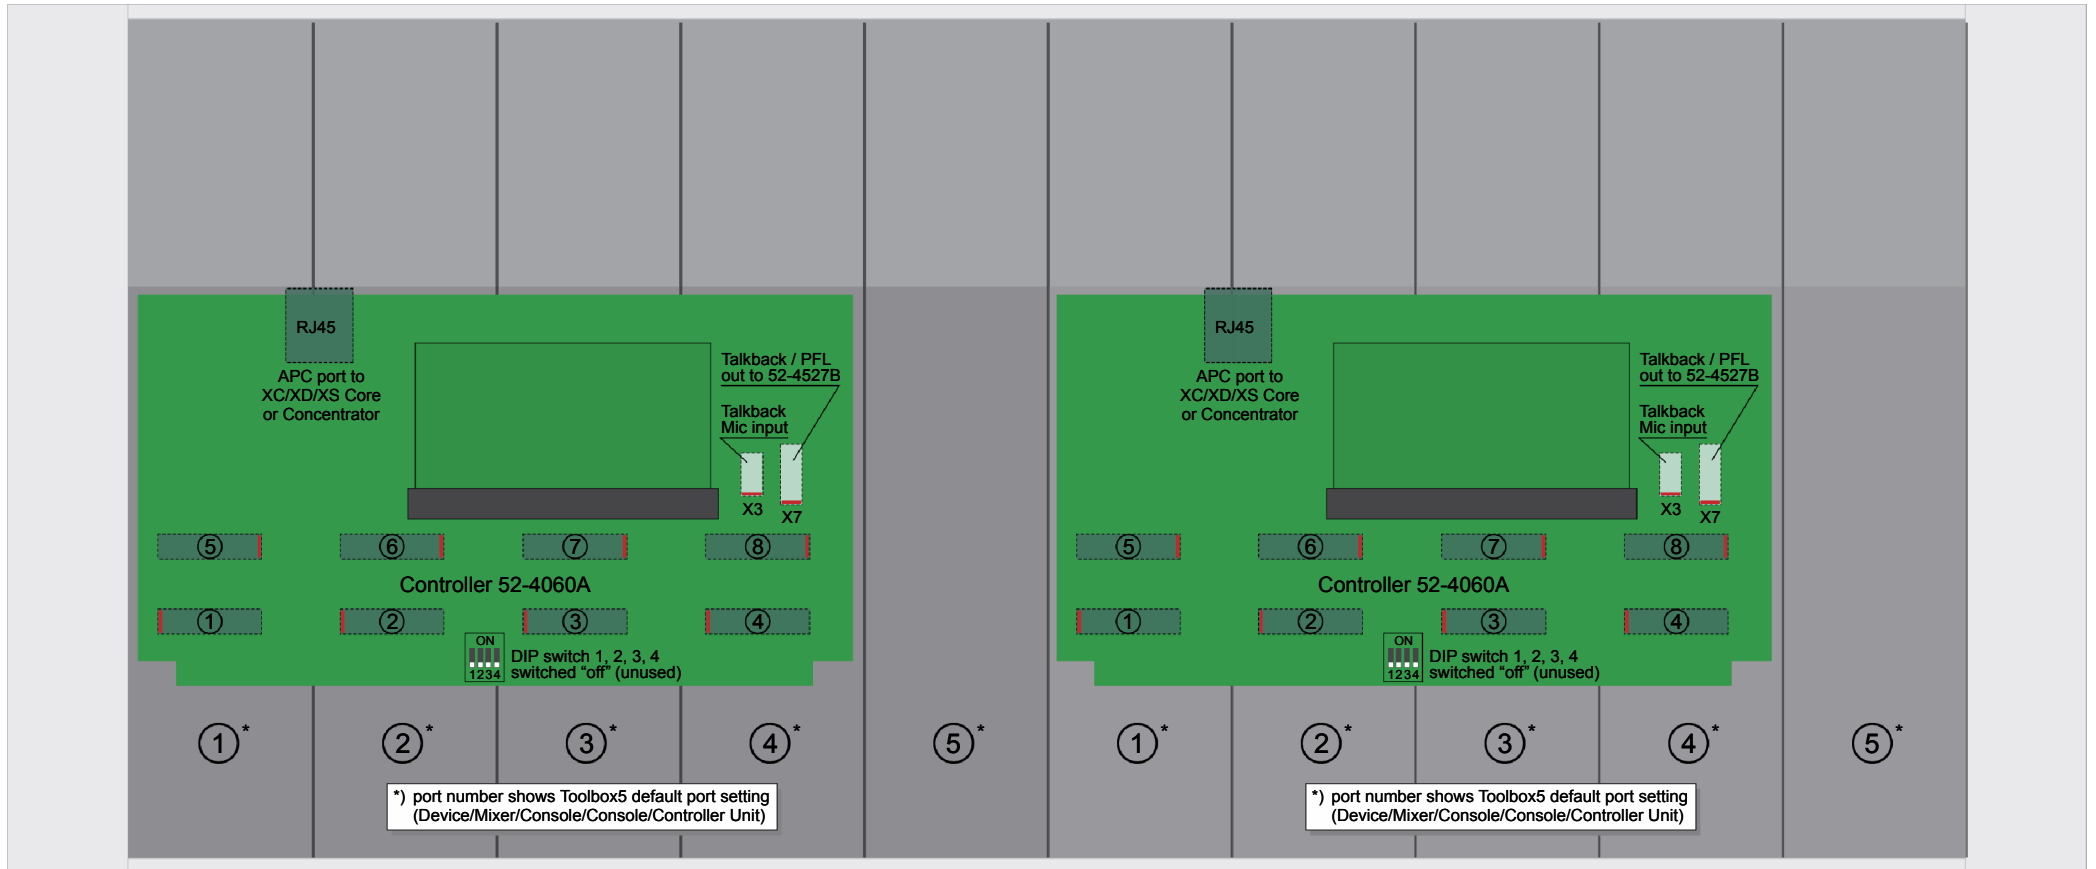 RJ45
APC port to
XC/XD/XS Core
or Concentrator
Talkback / PFL
out to 52-4527B
Talkback
Mic input
X3
X7
5 6 7 8
Controller 52-4060A
1 2 3 4
ON
1234
DIP switch 1, 2, 3, 4
switched “off” (unused)
1* 2* 3* 4* 5*
*) port number shows Toolbox5 default port setting
(Device/Mixer/Console/Console/Controller Unit)
RJ45
APC port to
XC/XD/XS Core
or Concentrator
Talkback / PFL
out to 52-4527B
Talkback
Mic input
X3
X7
5 6 7 8
Controller 52-4060A
1 2 3 4
ON
1234
DIP switch 1, 2, 3, 4
switched “off” (unused)
1* 2* 3* 4* 5*
*) port number shows Toolbox5 default port setting
(Device/Mixer/Console/Console/Controller Unit)